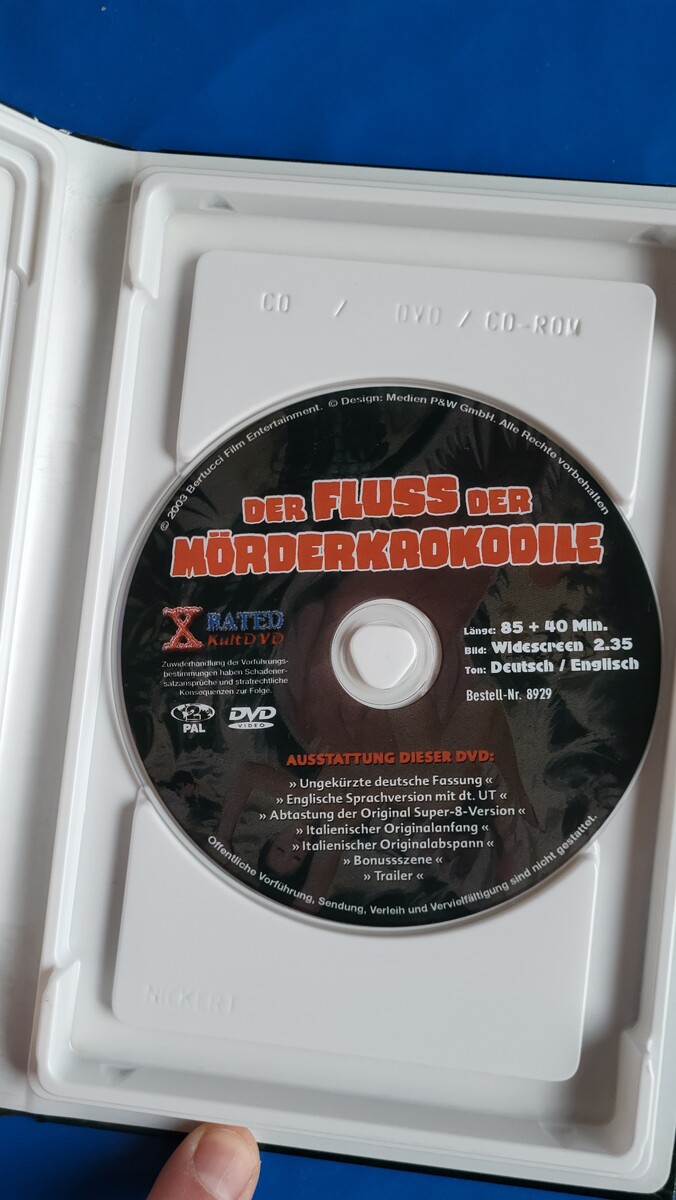 CD / DVD / CD-ROM
© 2003 Bertucci Film Entertainment. © Design: Medien P&W GmbH. Alle Rechte vorbehalten
DER FLUSS DER
MÖRDERKROKODILE
X RATED
KultDVD
Zuwiderhandlung der Vorführungs-
bestimmungen haben Schadener-
satzansprüche und strafrechtliche
Konsequenzen zur Folge.
2
PAL
DVD
VIDEO
Länge: 85 + 40 Min.
Bild: Widescreen 2.35
Ton: Deutsch / Englisch
Bestell-Nr. 8929
AUSSTATTUNG DIESER DVD:
» Ungekürzte deutsche Fassung «
» Englische Sprachversion mit dt. UT «
» Abtastung der Original Super-8-Version «
» Italienischer Originalanfang «
» Italienischer Originalabspann «
» Bonusszene «
» Trailer «
Öffentliche Vorführung, Sendung, Verleih und Vervielfältigung sind nicht gestattet.